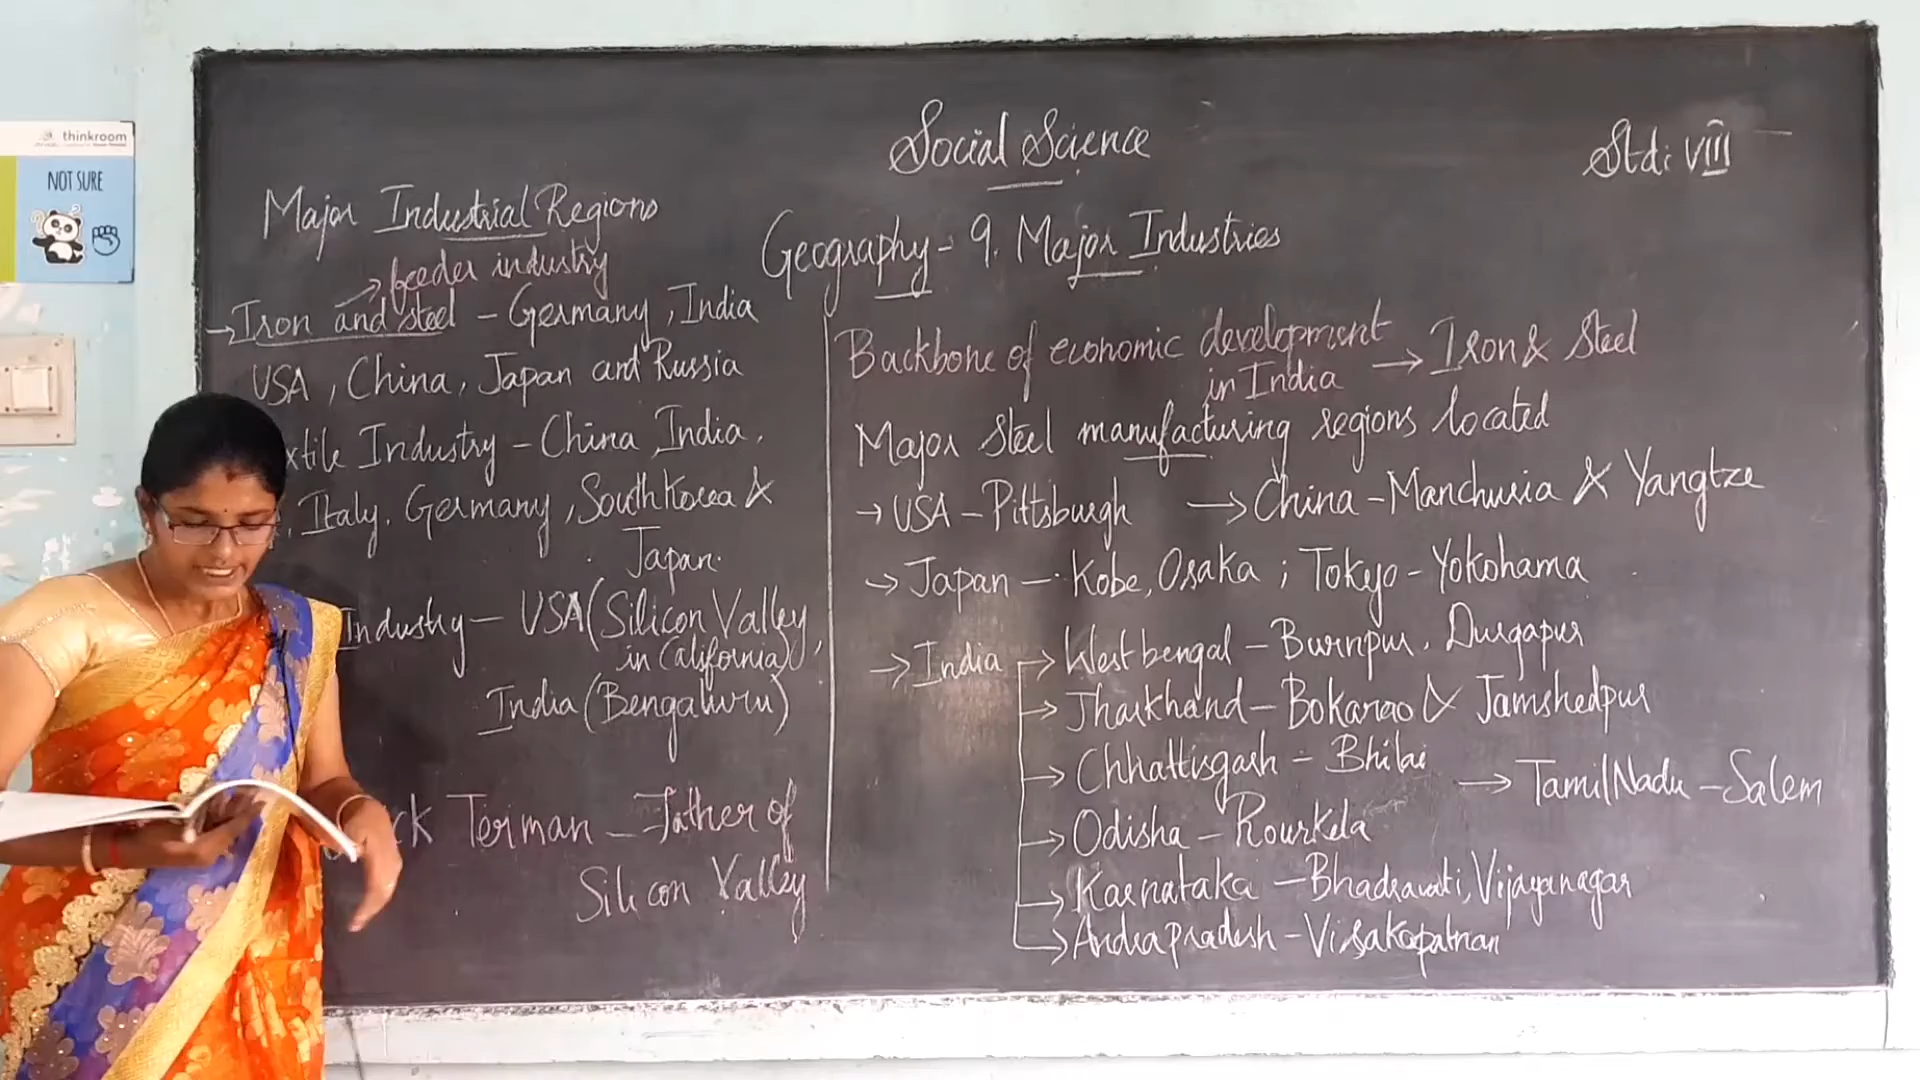 thinkroom
NOT SURE
Social Science
Std: VIII
Geography - 9. Major Industries
Major Industrial Regions
→ feeder industry
→ Iron and steel - Germany, India
USA, China, Japan and Russia
xtile Industry - China, India,
, Italy, Germany, South Korea &
Japan.
Industry - USA (Silicon Valley,
in California)
India (Bengaluru)
ck Terman - Father of
Silicon Valley
Backbone of economic development → Iron & Steel
in India
Major Steel manufacturing regions located
→ USA - Pittsburgh → China - Manchuria & Yangtze
→ Japan - Kobe, Osaka ; Tokyo - Yokohama
→ India → West bengal - Burnpur, Durgapur
→ Jharkhand - Bokarao & Jamshedpur
→ Chhattisgarh - Bhilai → TamilNadu - Salem
→ Odisha - Rourkela
→ Karnataka - Bhadravati, Vijayanagar
→ Andrapradesh - Visakapatnam